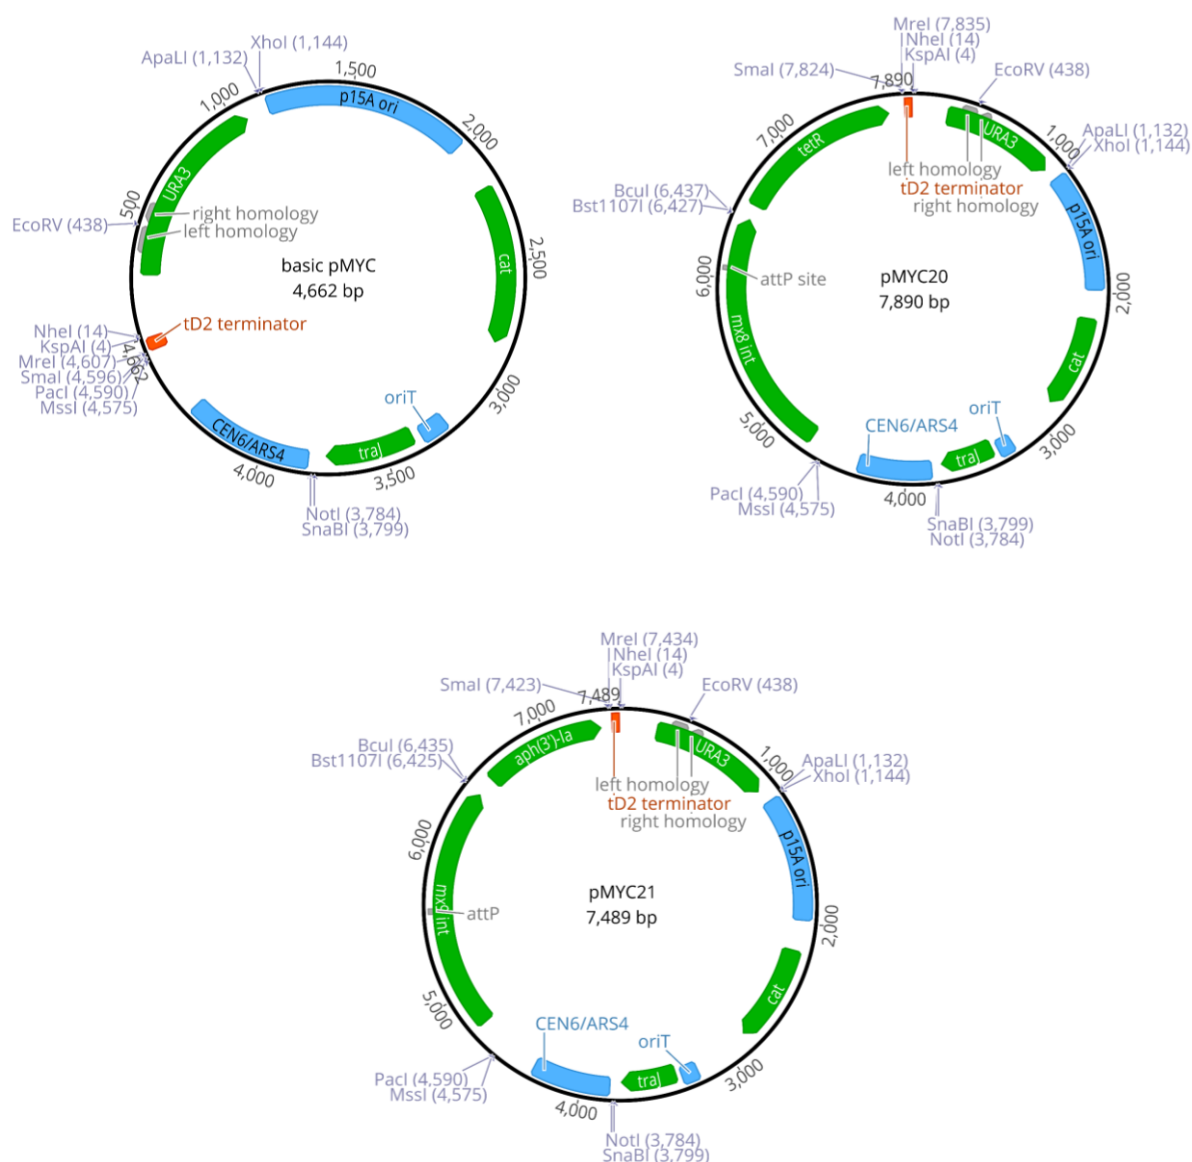 XhoI (1,144)
ApaLI (1,132)
1,500
1,000
p15A ori
2,000
URA3
500
right homology
EcoRV (438)
left homology
cat
2,500
basic pMYC
4,662 bp
NheI (14)
tD2 terminator
KspAI (4)
4,662
MreI (4,607)
SmaI (4,596)
PacI (4,590)
MssI (4,575)
oriT
3,000
CEN6/ARS4
traJ
4,000
3,500
NotI (3,784)
SnaBI (3,799)
MreI (7,835)
NheI (14)
KspAI (4)
SmaI (7,824)
7,890
EcoRV (438)
7,000
tetR
URA3
1,000
ApaLI (1,132)
XhoI (1,144)
left homology
tD2 terminator
right homology
BcuI (6,437)
Bst1107I (6,427)
p15A ori
6,000
attP site
pMYC20
7,890 bp
2,000
mx8 int
cat
5,000
CEN6/ARS4
oriT
3,000
traJ
PacI (4,590)
MssI (4,575)
4,000
SnaBI (3,799)
NotI (3,784)
MreI (7,434)
NheI (14)
KspAI (4)
SmaI (7,423)
7,489
EcoRV (438)
7,000
aph(3')-Ia
URA3
1,000
BcuI (6,435)
Bst1107I (6,425)
ApaLI (1,132)
XhoI (1,144)
left homology
tD2 terminator
right homology
6,000
p15A ori
pMYC21
7,489 bp
mx9 int
attP
2,000
cat
5,000
CEN6/ARS4
oriT
3,000
traJ
PacI (4,590)
MssI (4,575)
4,000
NotI (3,784)
SnaBI (3,799)